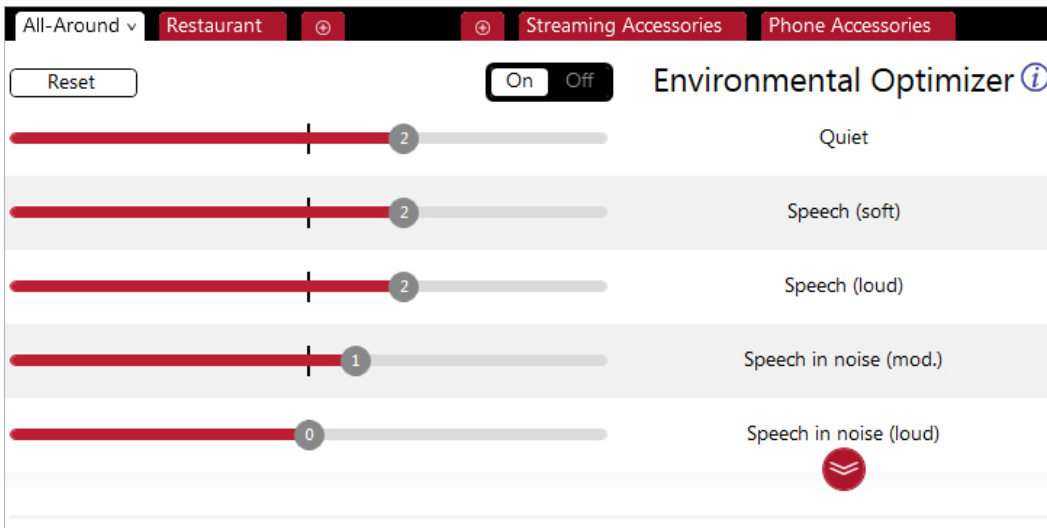 All-Around Restaurant Streaming Accessories Phone Accessories
Reset On Off Environmental Optimizer i
2 Quiet
2 Speech (soft)
2 Speech (loud)
1 Speech in noise (mod.)
0 Speech in noise (loud)